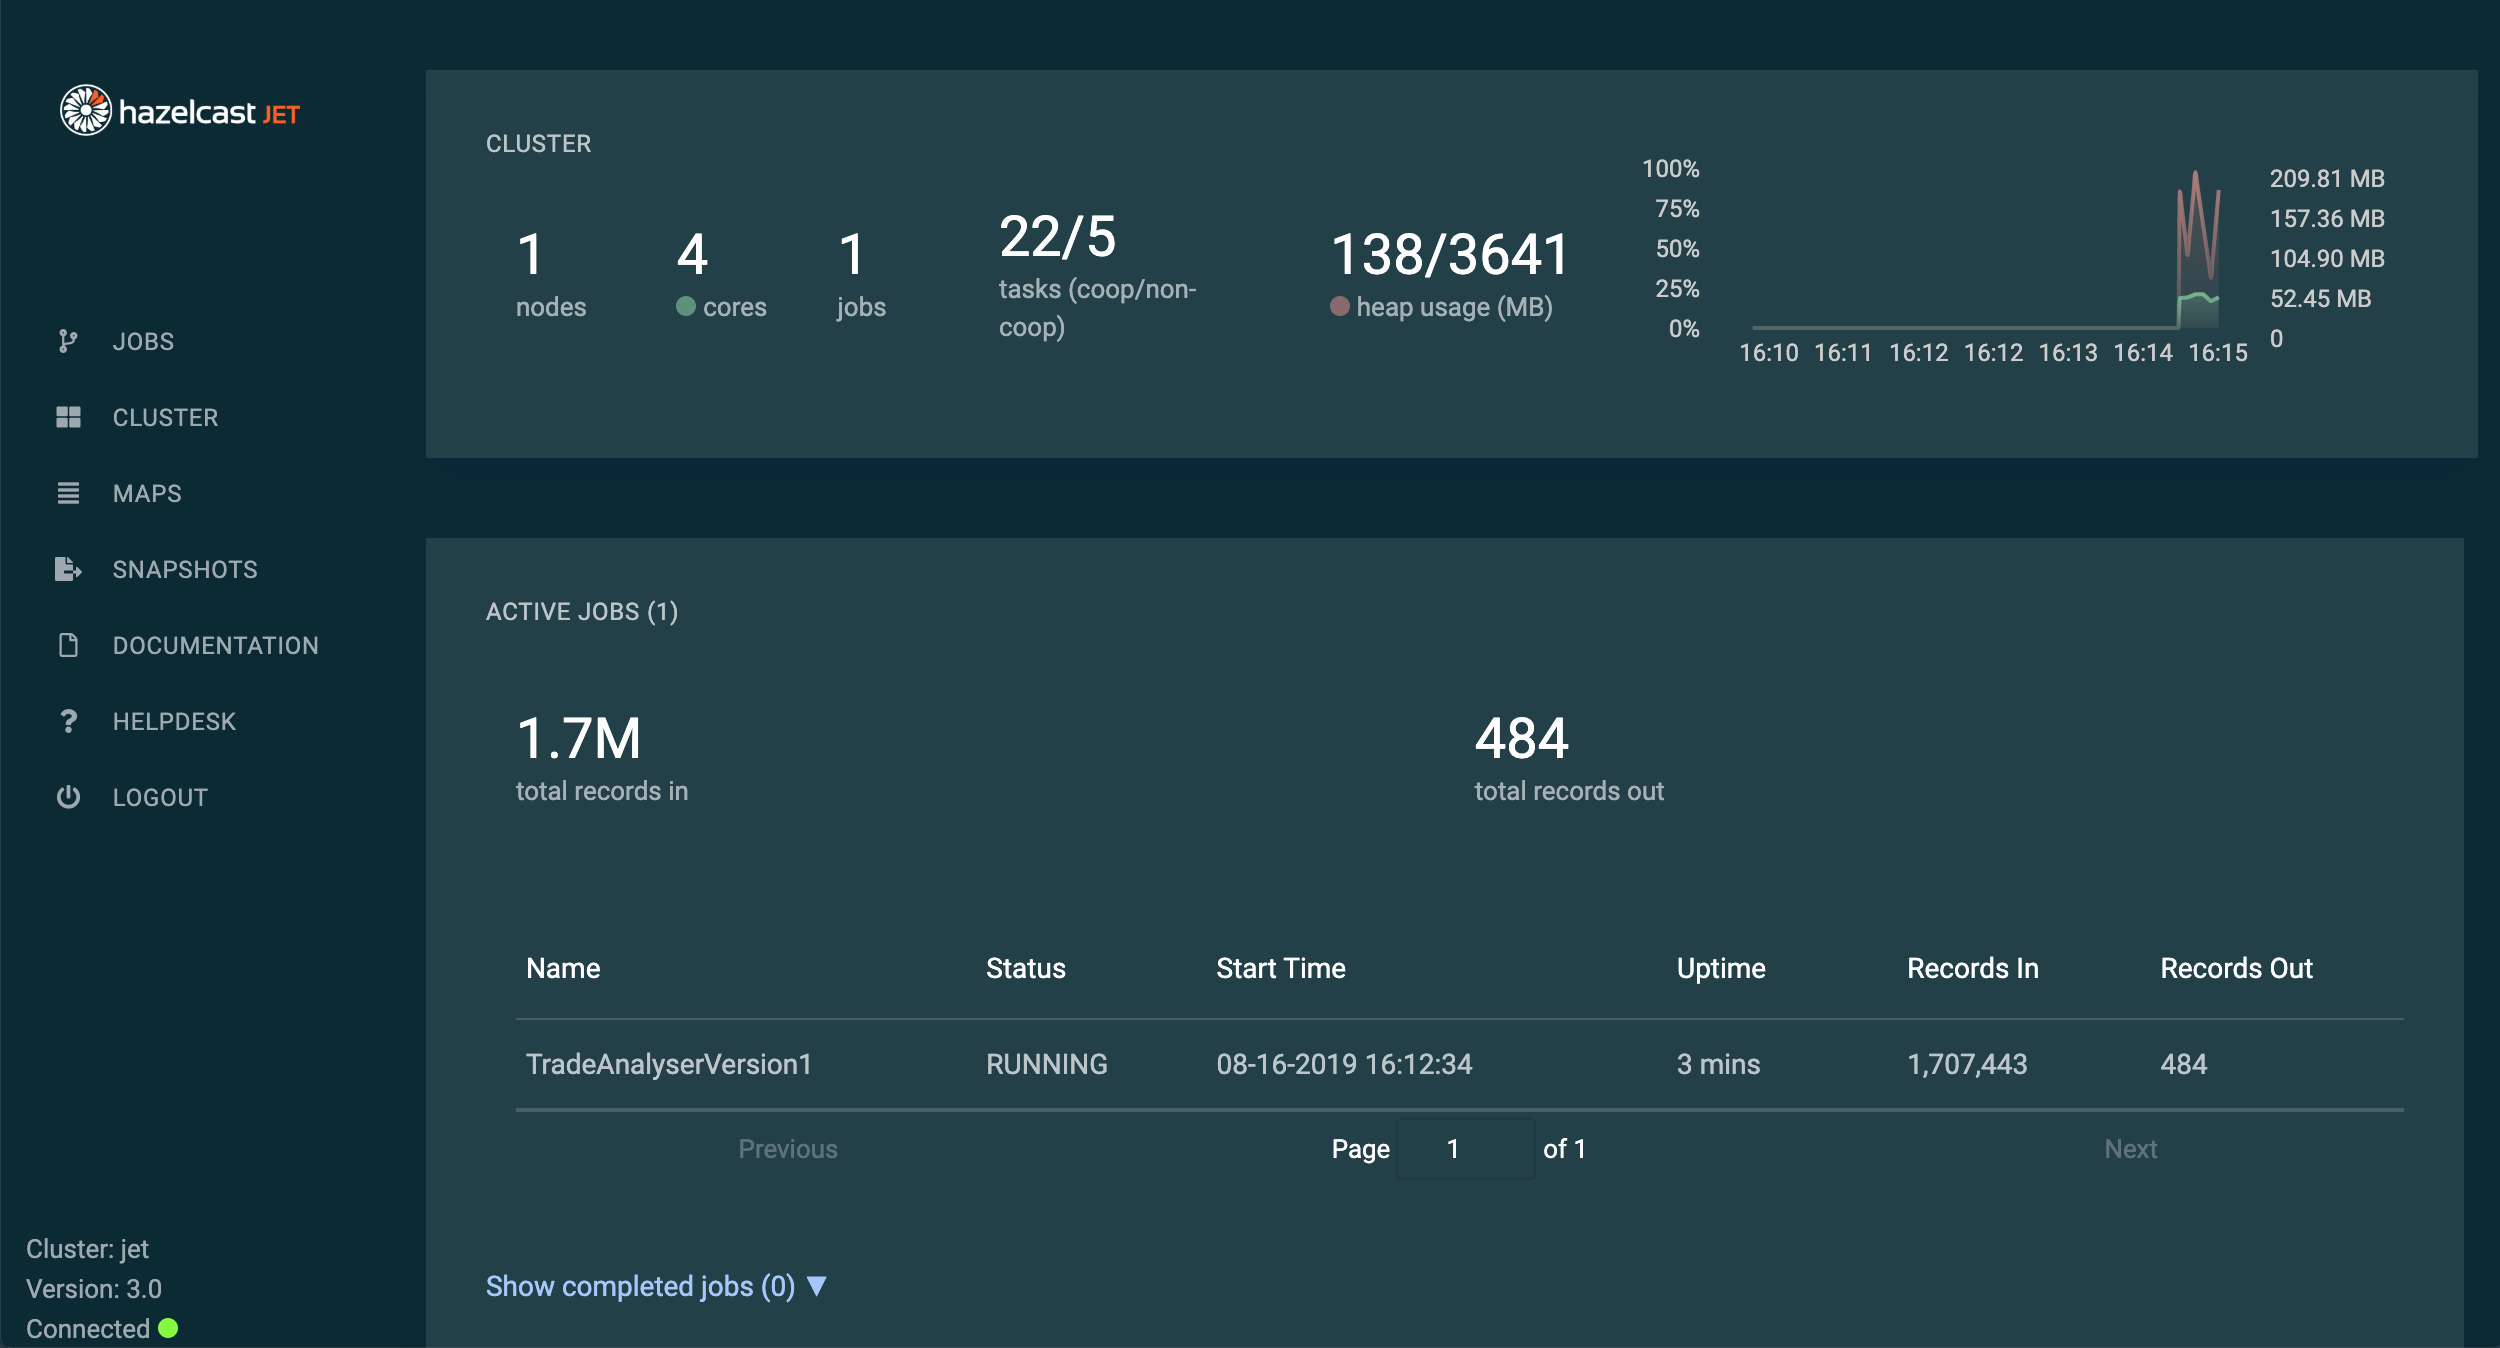 hazelcast JET
JOBS
CLUSTER
MAPS
SNAPSHOTS
DOCUMENTATION
HELPDESK
LOGOUT
Cluster: jet
Version: 3.0
Connected
CLUSTER
1
nodes
4
cores
1
jobs
22/5
tasks (coop/non-
coop)
138/3641
heap usage (MB)
100%
75%
50%
25%
0%
16:10 16:11 16:12 16:12 16:13 16:14 16:15
209.81 MB
157.36 MB
104.90 MB
52.45 MB
0
ACTIVE JOBS (1)
1.7M
total records in
484
total records out
Name Status Start Time Uptime Records In Records Out
TradeAnalyserVersion1 RUNNING 08-16-2019 16:12:34 3 mins 1,707,443 484
Previous Page 1 of 1 Next
Show completed jobs (0) ▼